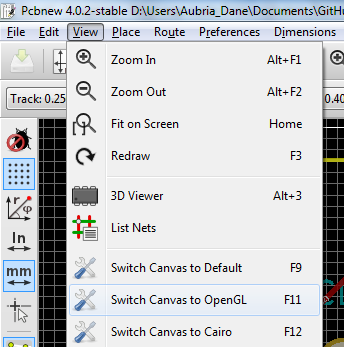 Pcbnew 4.0.2-stable D:\Users\Aubria_Dane\Documents\GitH
File Edit View Place Route Preferences Dimensions
Track: 0.25
0.40
Zoom In Alt+F1
Zoom Out Alt+F2
Fit on Screen Home
Redraw F3
3D Viewer Alt+3
List Nets
Switch Canvas to Default F9
Switch Canvas to OpenGL F11
Switch Canvas to Cairo F12
In
mm